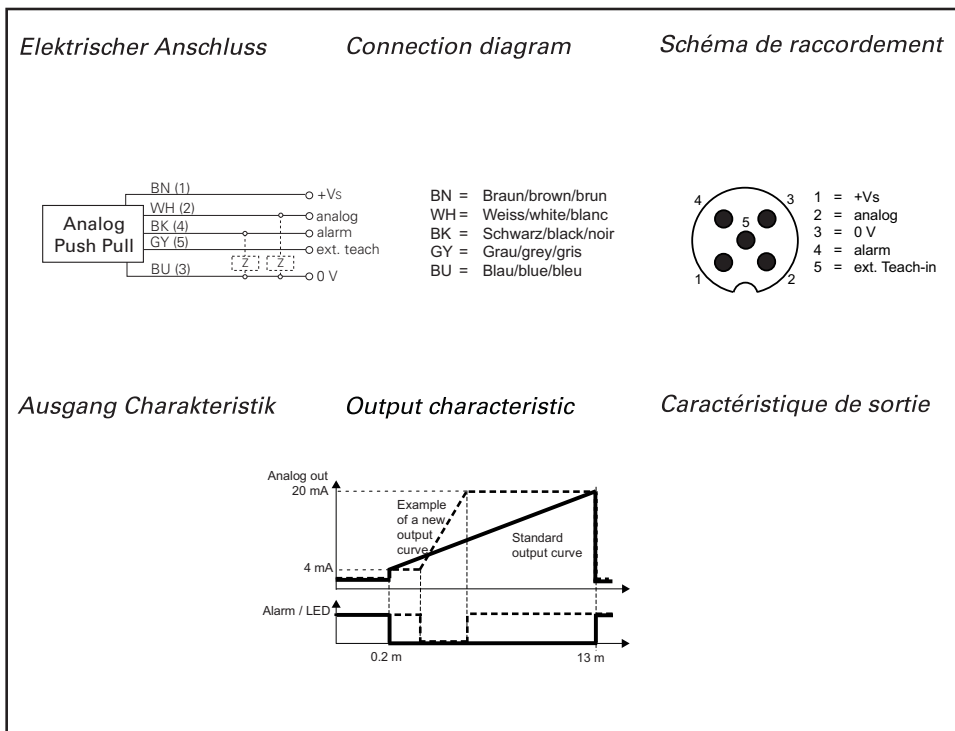 Elektrischer Anschluss
Connection diagram
Schéma de raccordement
Analog
Push Pull
BN (1)
WH (2)
BK (4)
GY (5)
BU (3)
+Vs
analog
alarm
ext. teach
0 V
Z
Z
BN = Braun/brown/brun
WH = Weiss/white/blanc
BK = Schwarz/black/noir
GY = Grau/grey/gris
BU = Blau/blue/bleu
4
3
5
1
2
1 = +Vs
2 = analog
3 = 0 V
4 = alarm
5 = ext. Teach-in
Ausgang Charakteristik
Output characteristic
Caractéristique de sortie
Analog out
20 mA
Example
of a new
output
curve
Standard
output curve
4 mA
Alarm / LED
0.2 m
13 m